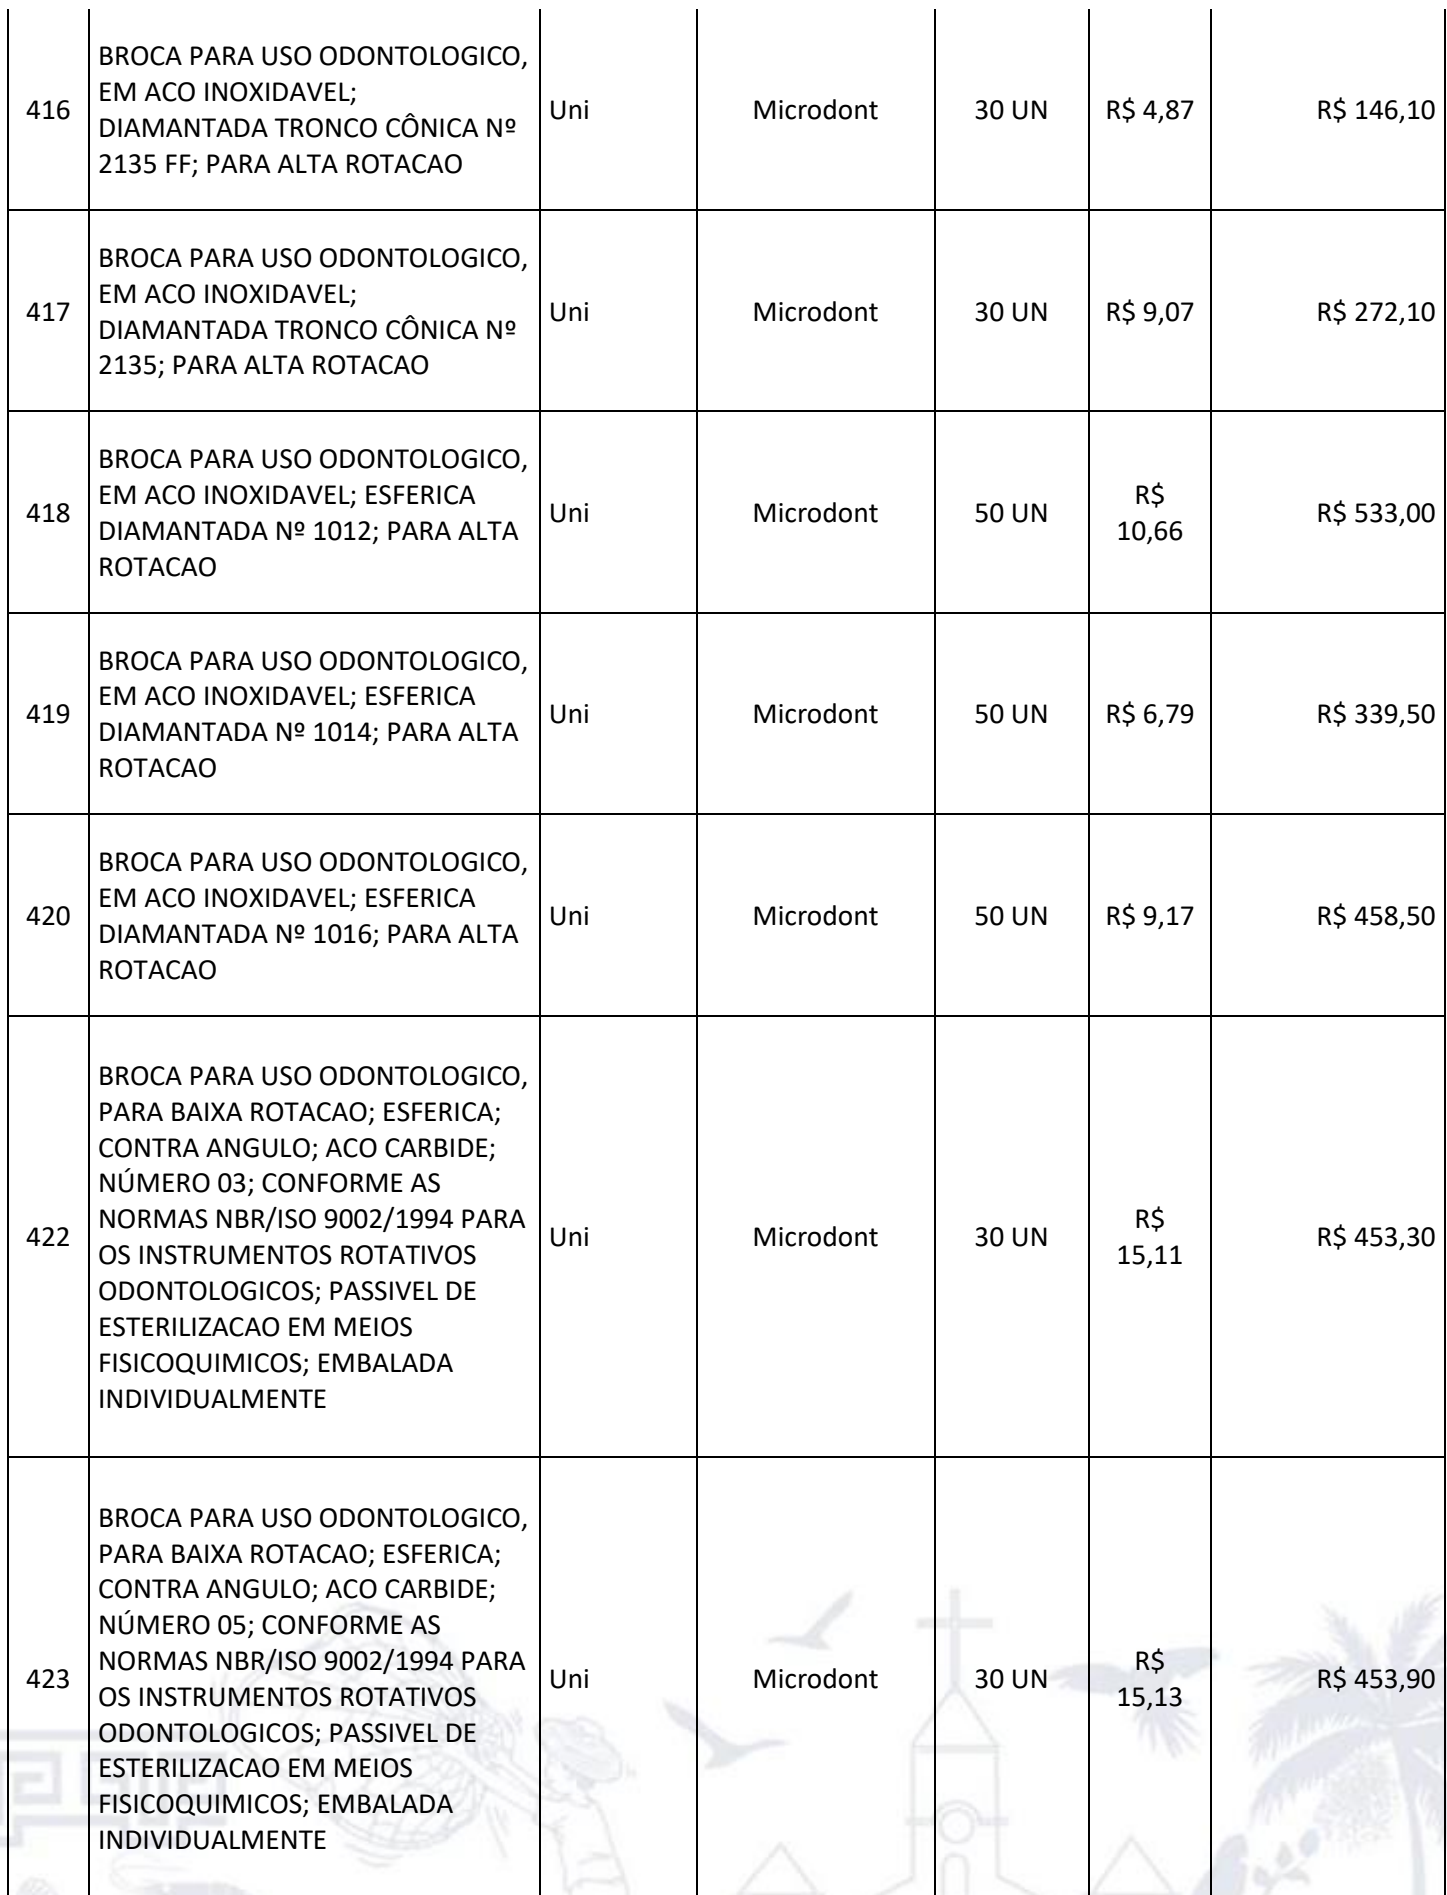 416
BROCA PARA USO ODONTOLOGICO,
EM ACO INOXIDAVEL;
DIAMANTADA TRONCO CÔNICA Nº
2135 FF; PARA ALTA ROTACAO
Uni
Microdont
30 UN
R$ 4,87
R$ 146,10
417
BROCA PARA USO ODONTOLOGICO,
EM ACO INOXIDAVEL;
DIAMANTADA TRONCO CÔNICA Nº
2135; PARA ALTA ROTACAO
Uni
Microdont
30 UN
R$ 9,07
R$ 272,10
418
BROCA PARA USO ODONTOLOGICO,
EM ACO INOXIDAVEL; ESFERICA
DIAMANTADA Nº 1012; PARA ALTA
ROTACAO
Uni
Microdont
50 UN
R$
10,66
R$ 533,00
419
BROCA PARA USO ODONTOLOGICO,
EM ACO INOXIDAVEL; ESFERICA
DIAMANTADA Nº 1014; PARA ALTA
ROTACAO
Uni
Microdont
50 UN
R$ 6,79
R$ 339,50
420
BROCA PARA USO ODONTOLOGICO,
EM ACO INOXIDAVEL; ESFERICA
DIAMANTADA Nº 1016; PARA ALTA
ROTACAO
Uni
Microdont
50 UN
R$ 9,17
R$ 458,50
422
BROCA PARA USO ODONTOLOGICO,
PARA BAIXA ROTACAO; ESFERICA;
CONTRA ANGULO; ACO CARBIDE;
NÚMERO 03; CONFORME AS
NORMAS NBR/ISO 9002/1994 PARA
OS INSTRUMENTOS ROTATIVOS
ODONTOLOGICOS; PASSIVEL DE
ESTERILIZACAO EM MEIOS
FISICOQUIMICOS; EMBALADA
INDIVIDUALMENTE
Uni
Microdont
30 UN
R$
15,11
R$ 453,30
423
BROCA PARA USO ODONTOLOGICO,
PARA BAIXA ROTACAO; ESFERICA;
CONTRA ANGULO; ACO CARBIDE;
NÚMERO 05; CONFORME AS
NORMAS NBR/ISO 9002/1994 PARA
OS INSTRUMENTOS ROTATIVOS
ODONTOLOGICOS; PASSIVEL DE
ESTERILIZACAO EM MEIOS
FISICOQUIMICOS; EMBALADA
INDIVIDUALMENTE
Uni
Microdont
30 UN
R$
15,13
R$ 453,90